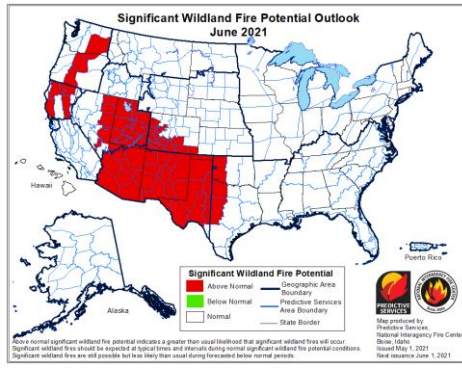 Significant Wildland Fire Potential Outlook
June 2021
Hawaii
Alaska
Puerto Rico
Significant Wildland Fire Potential
Above Normal
Below Normal
Normal
Geographic Area
Boundary
Predictive Services
Area Boundary
State Border
PREDICTIVE
SERVICES
Map produced by
Predictive Services,
National Interagency Fire Center
Boise, Idaho
Issued May 1, 2021
Next issuance June 1, 2021
Above normal significant wildland fire potential indicates a greater than usual likelihood that significant wildland fires will occur.
Significant wildland fires should be expected at typical times and intervals during normal significant wildland fire potential conditions.
Significant wildland fires are still possible but less likely than usual during forecasted below normal periods.